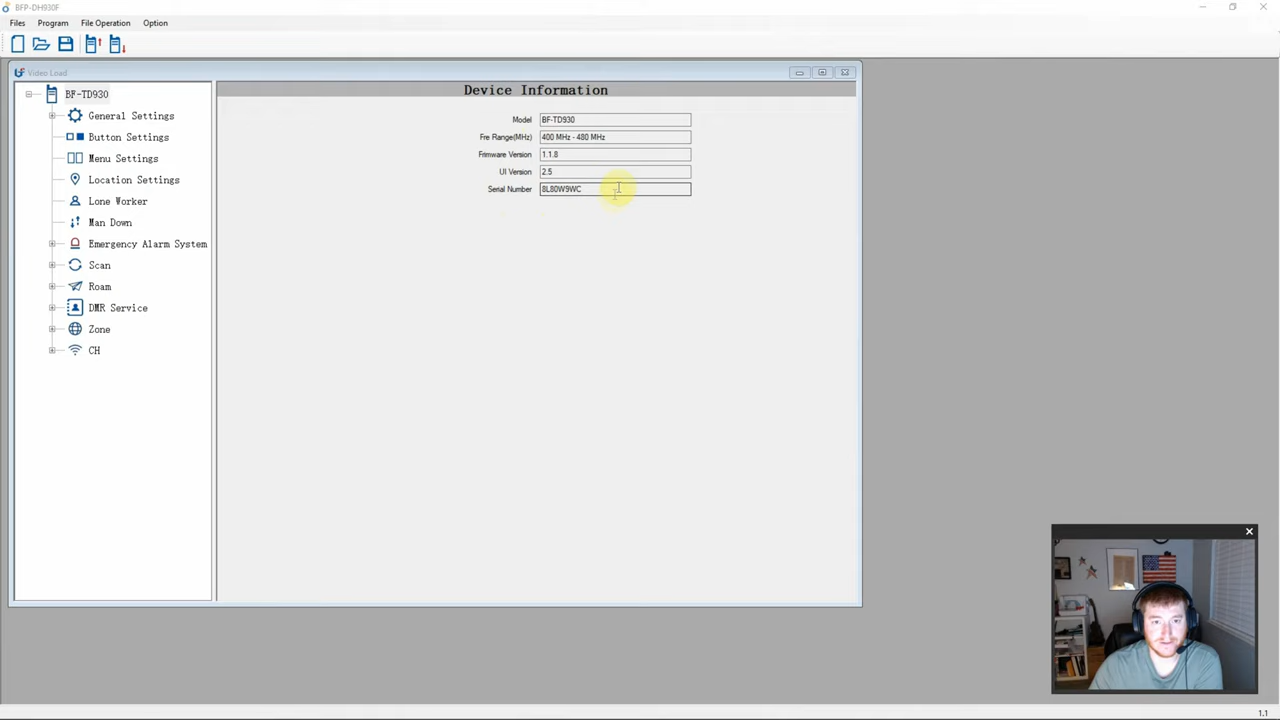 BFP-DH930F
Files Program File Operation Option
Video Load
BF-TD930
General Settings
Button Settings
Menu Settings
Location Settings
Lone Worker
Man Down
Emergency Alarm System
Scan
Roam
DMR Service
Zone
CH
Device Information
Model BF-TD930
Fre Range(MHz) 400 MHz - 480 MHz
Frimware Version 1.1.8
UI Version 2.5
Serial Number 8L80W9WC
1.1